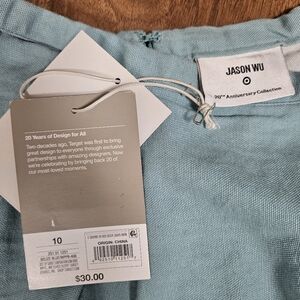 JASON WU
20TH Anniversary Collection
20 Years of Design for All
Two decades ago, Target was first to bring
great design to everyone through exclusive
partnerships with amazing designers. Now
we're celebrating by bringing back 20 of
our most-loved moments.
10
ORIGIN: CHINA
$30.00